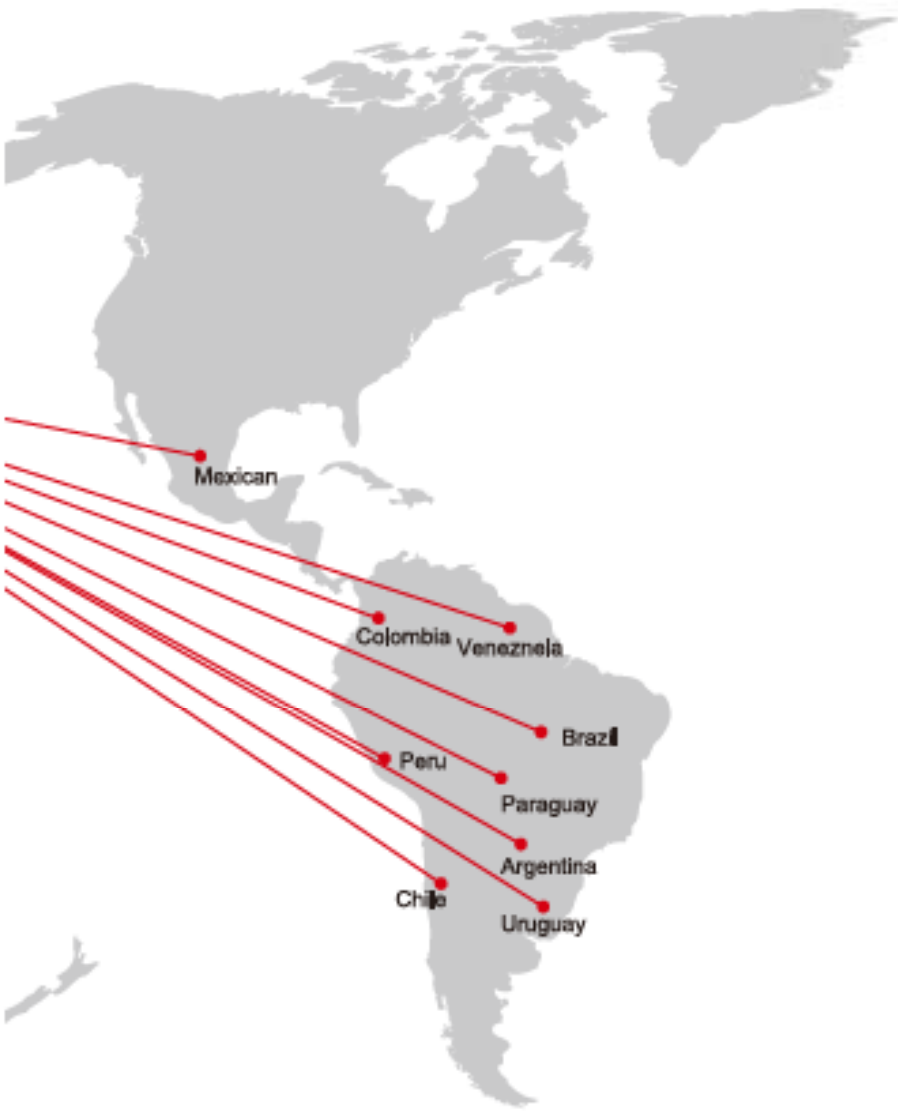 Mexican
Colombia
Veneznela
Brazil
Peru
Paraguay
Argentina
Chile
Uruguay